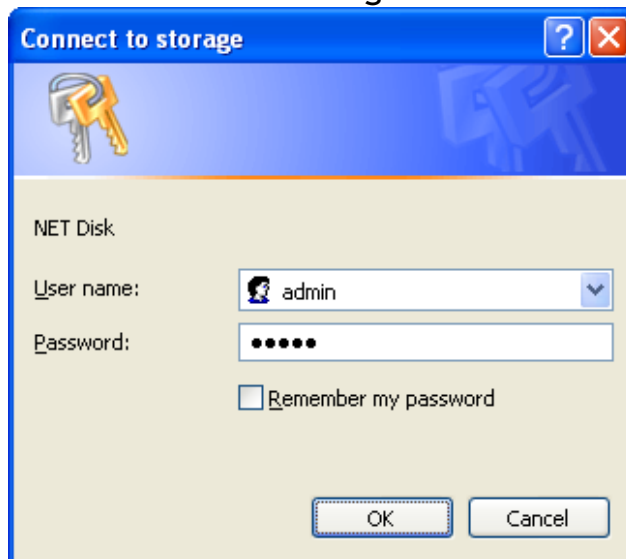 Connect to storage
NET Disk
User name:
admin
Password:
•••••
Remember my password
OK
Cancel